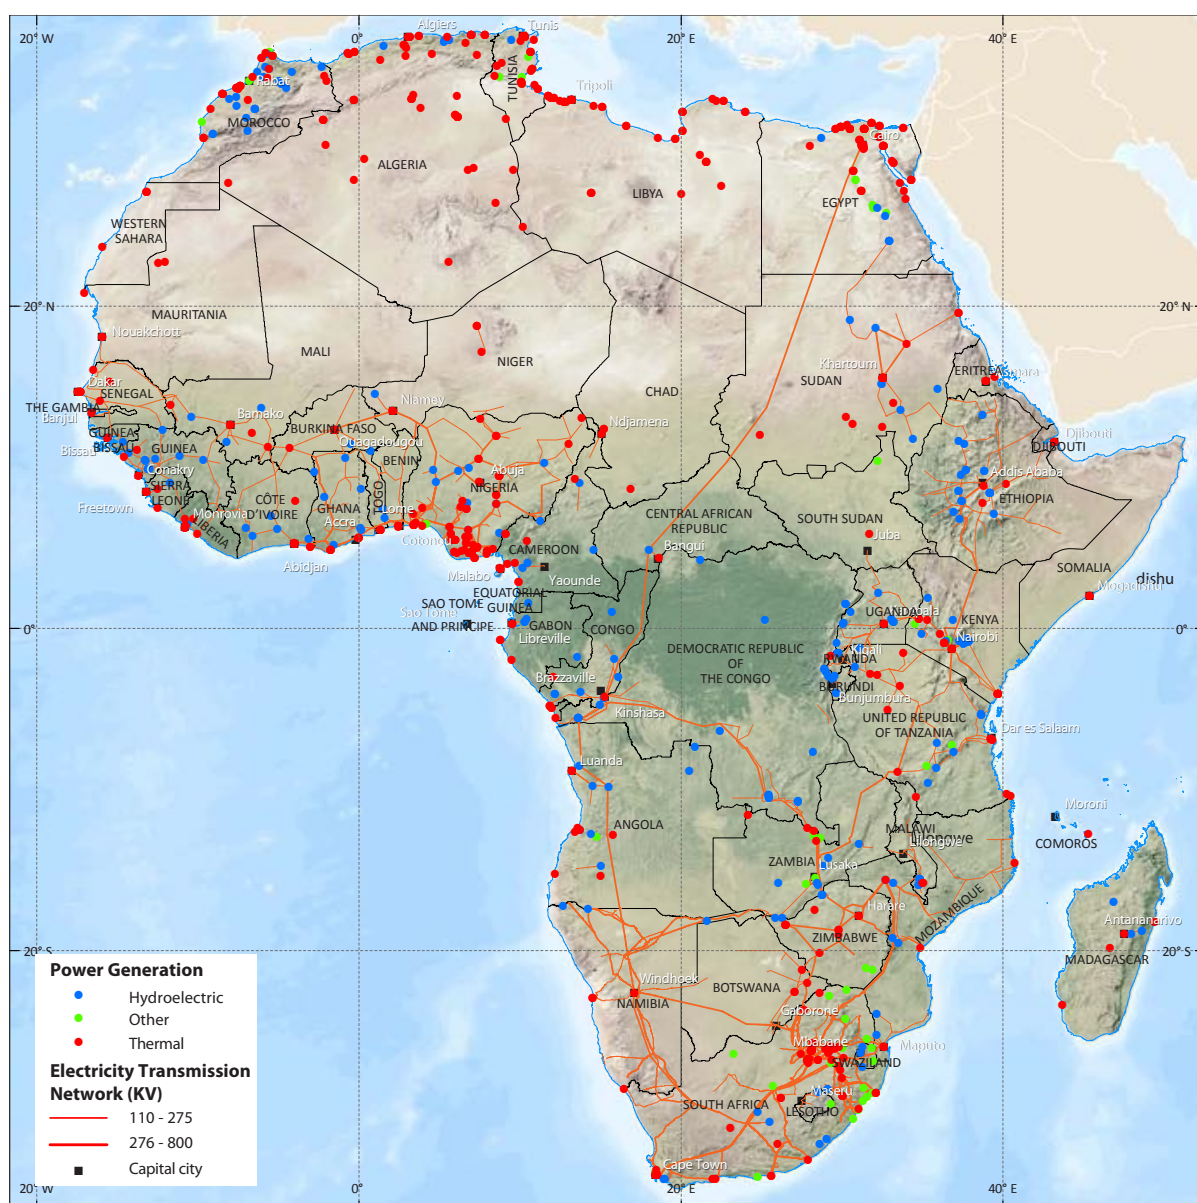 20° W
0°
20° E
40° E
Algiers
Tunis
Rabat
TUNISIA
Tripoli
MOROCCO
Cairo
ALGERIA
LIBYA
EGYPT
WESTERN
SAHARA
20° N
20° N
MAURITANIA
Nouakchott
MALI
NIGER
CHAD
Khartoum
SUDAN
ERITREA
Dakar
SENEGAL
THE GAMBIA
Banjul
Bamako
Niamey
BURKINA FASO
Ouagadougou
Ndjamena
Djibouti
DJIBOUTI
GUINEA
BISSAU
Bissau
GUINEA
BENIN
Abuja
NIGERIA
Addis Ababa
ETHIOPIA
Conakry
SIERRA
LEONE
Freetown
CÔTE
D'IVOIRE
GHANA
TOGO
Accra
Lome
Monrovia
LIBERIA
Abidjan
Cotonou
CENTRAL AFRICAN
REPUBLIC
Bangui
SOUTH SUDAN
Juba
CAMEROON
Yaounde
Malabo
EQUATORIAL
GUINEA
SOMALIA
dishu
Mogadishu
SAO TOME
AND PRINCIPE
Sao Tome
GABON
Libreville
CONGO
UGANDA
KENYA
Nairobi
0°
0°
DEMOCRATIC REPUBLIC
OF
THE CONGO
Kigali
RWANDA
BURUNDI
Bunjumbura
Brazzaville
Kinshasa
UNITED REPUBLIC
OF TANZANIA
Dar es Salaam
Luanda
ANGOLA
MALAWI
Lilongwe
Moroni
COMOROS
ZAMBIA
Lusaka
Harare
ZIMBABWE
MOZAMBIQUE
Antananarivo
MADAGASCAR
20° S
20° S
Windhoek
NAMIBIA
BOTSWANA
Gaborone
Mbabane
Maputo
SWAZILAND
SOUTH AFRICA
Maseru
LESOTHO
Cape Town
Power Generation
Hydroelectric
Other
Thermal
Electricity Transmission
Network (KV)
110 - 275
276 - 800
Capital city
20° W
0°
20° E
40° E